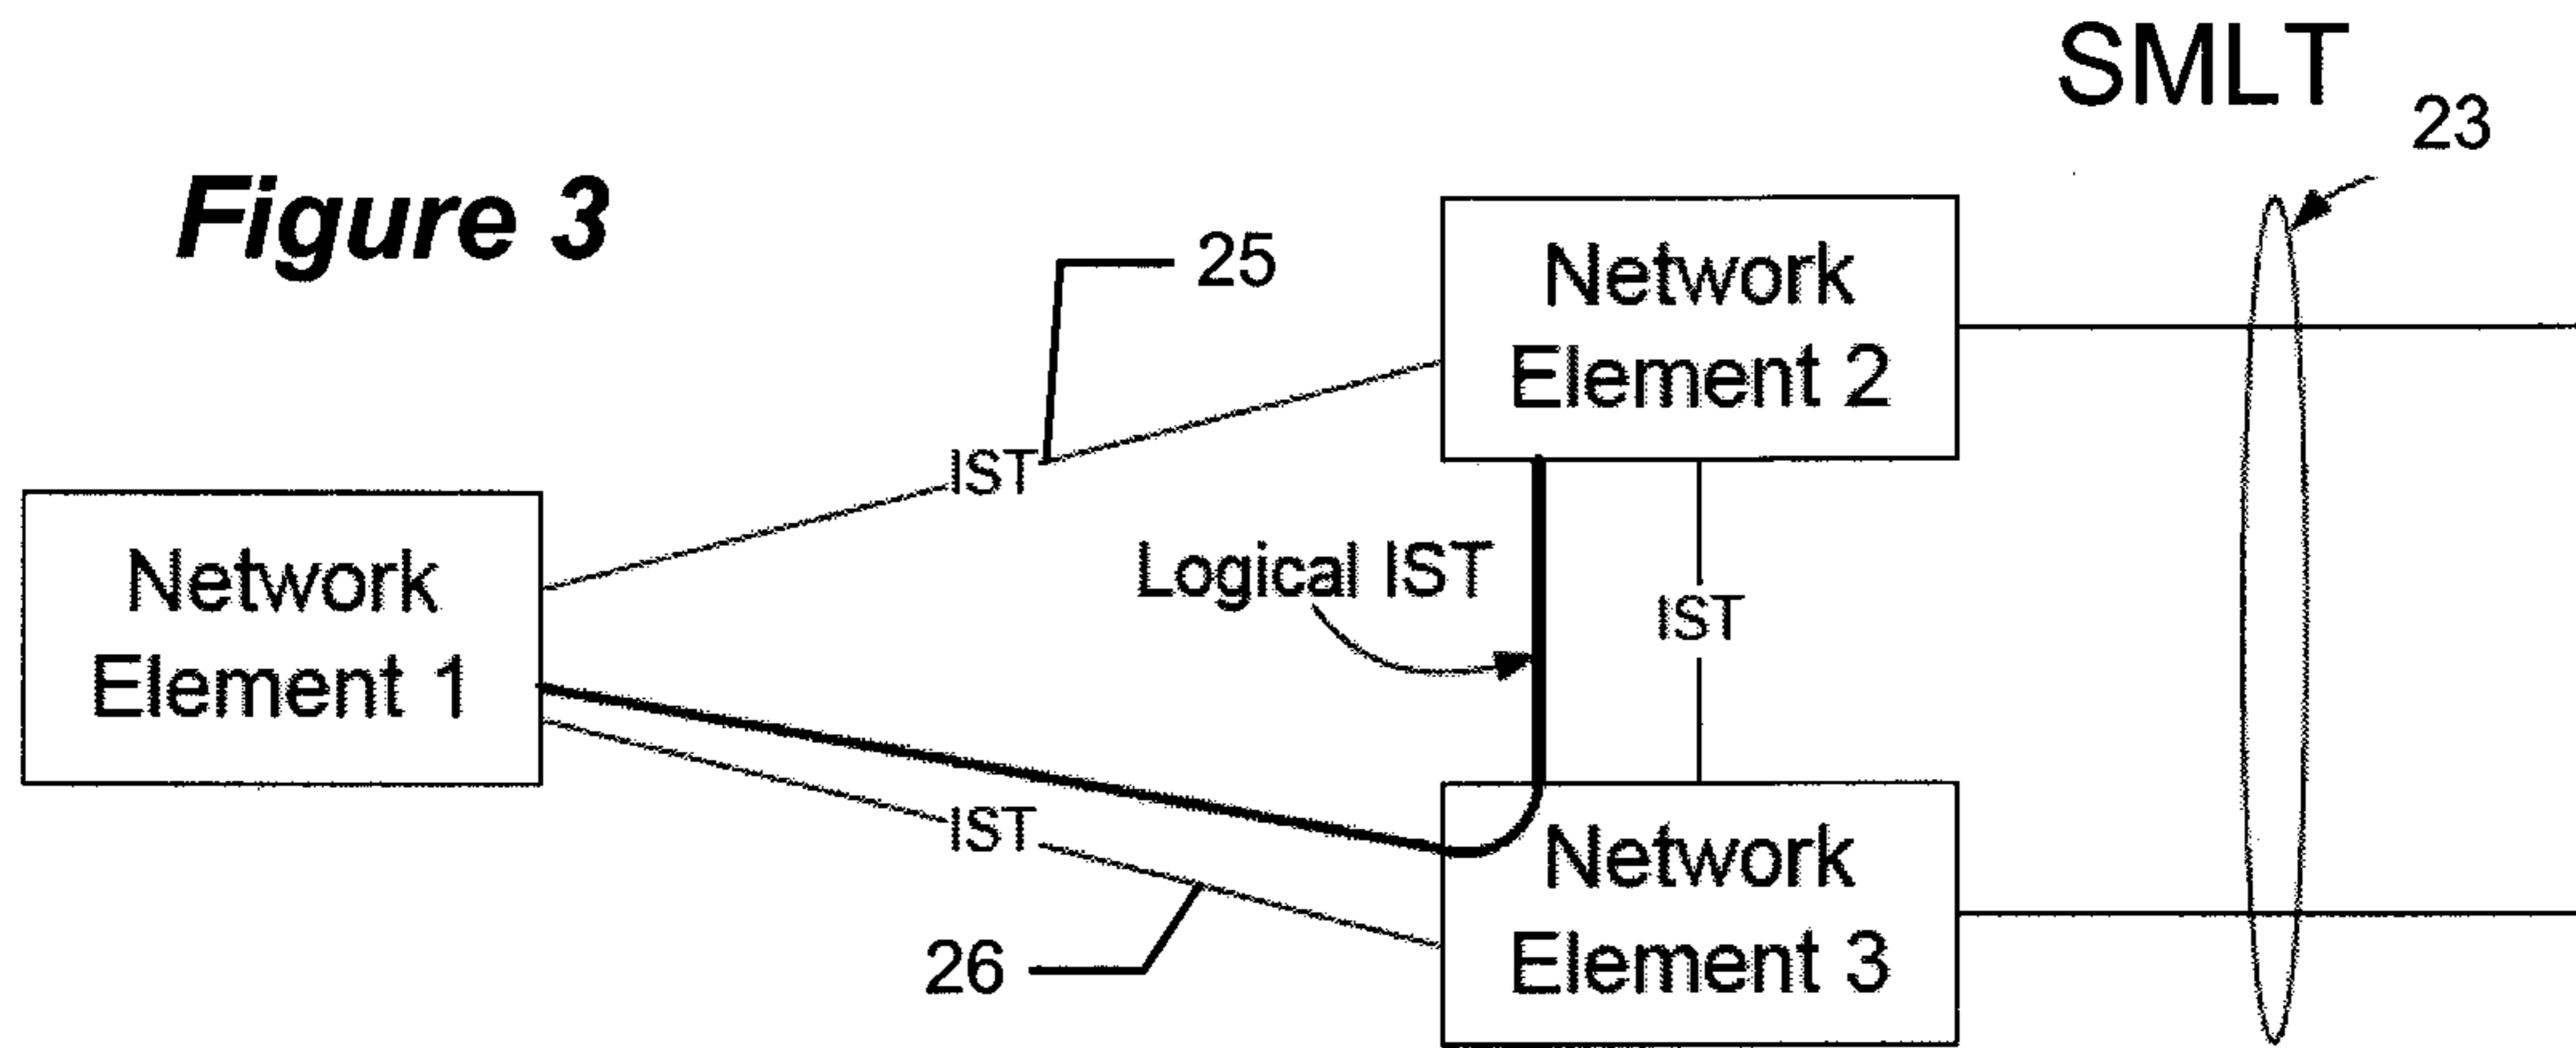 SMLT
23
Figure 3
25
Network
Element 2
IST
Logical IST
IST
Network
Element 1
IST
26
Network
Element 3